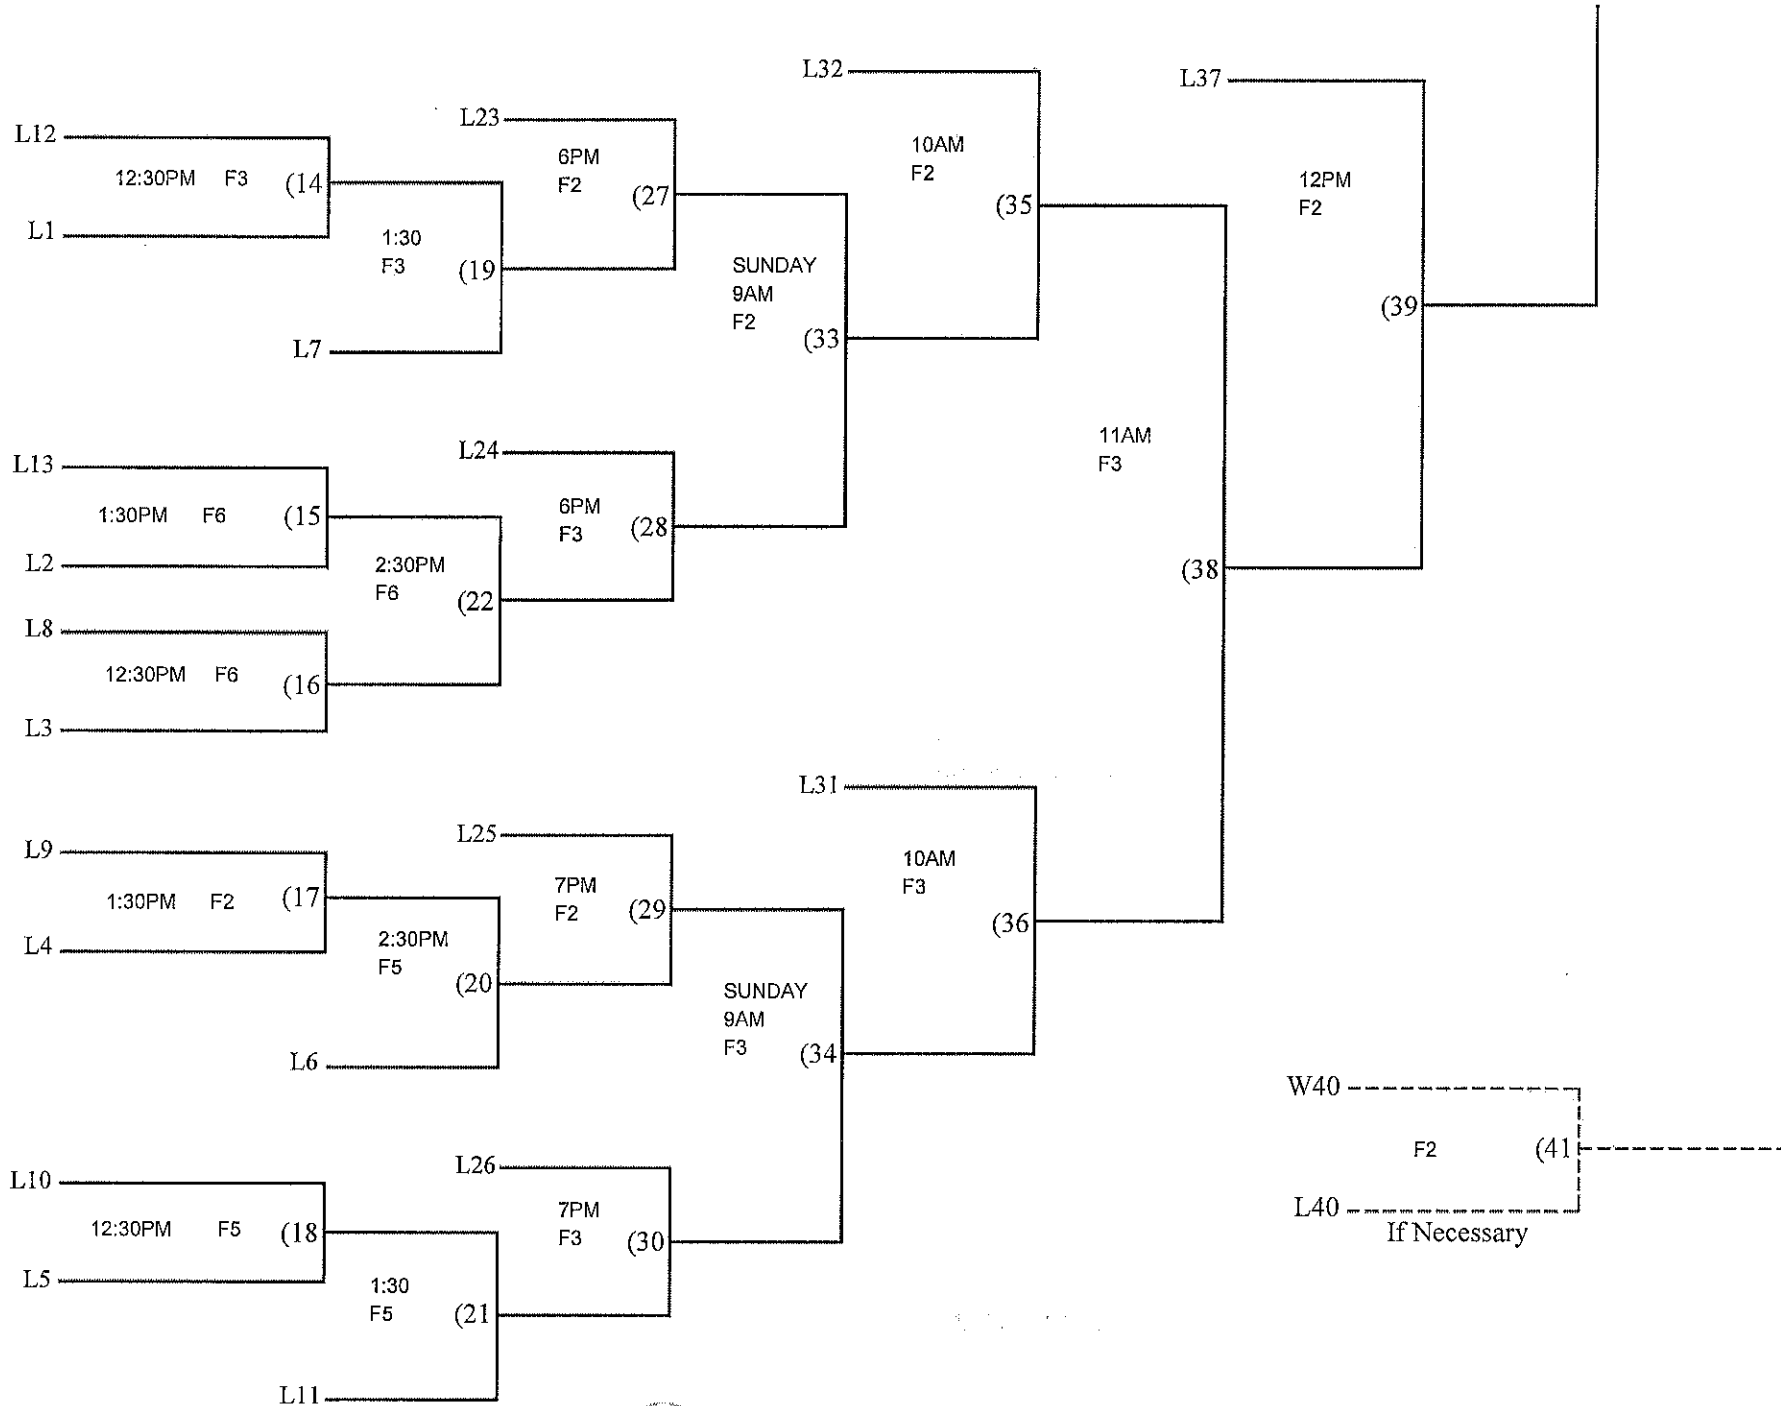 L32
L37
L23
L12
10AM
F2
6PM
F2
12PM
F2
12:30PM F3 (14
(27
(35
L1
1:30
F3
(19
SUNDAY
9AM
F2
(39
(33
L7
L24
11AM
F3
L13
6PM
F3
1:30PM F6 (15
(28
L2
2:30PM
F6
(38
(22
L8
12:30PM F6 (16
L3
L31
L25
L9
10AM
F3
7PM
F2
1:30PM F2 (17
(29
(36
L4
2:30PM
F5
(20
SUNDAY
9AM
F3
(34
L6
W40
F2 (41
L26
L10
L40
If Necessary
7PM
F3
12:30PM F5 (18
(30
L5
1:30
F5
(21
L11